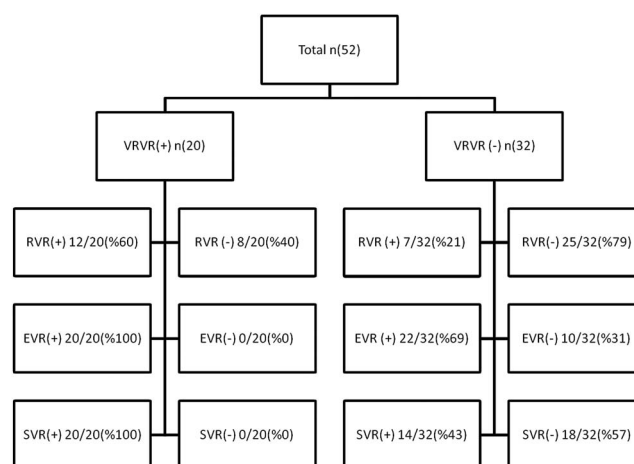 Total n(52)
VRVR(+) n(20)
VRVR (-) n(32)
RVR(+) 12/20(%60)
RVR (-) 8/20(%40)
RVR (+) 7/32(%21)
RVR(-) 25/32(%79)
EVR(+) 20/20(%100)
EVR(-) 0/20(%0)
EVR (+) 22/32(%69)
EVR(-) 10/32(%31)
SVR(+) 20/20(%100)
SVR(-) 0/20(%0)
SVR(+) 14/32(%43)
SVR(-) 18/32(%57)